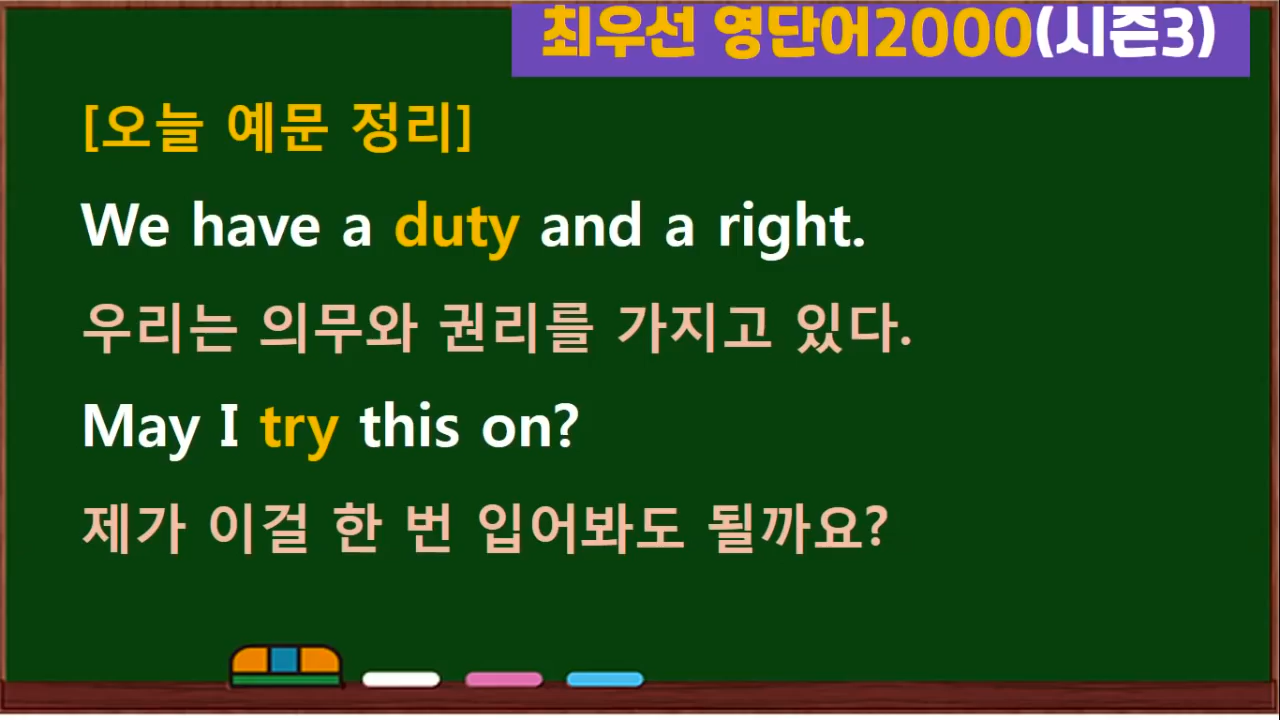 최우선 영단어2000(시즌3)
[오늘 예문 정리]
We have a duty and a right.
우리는 의무와 권리를 가지고 있다.
May I try this on?
제가 이걸 한 번 입어봐도 될까요?